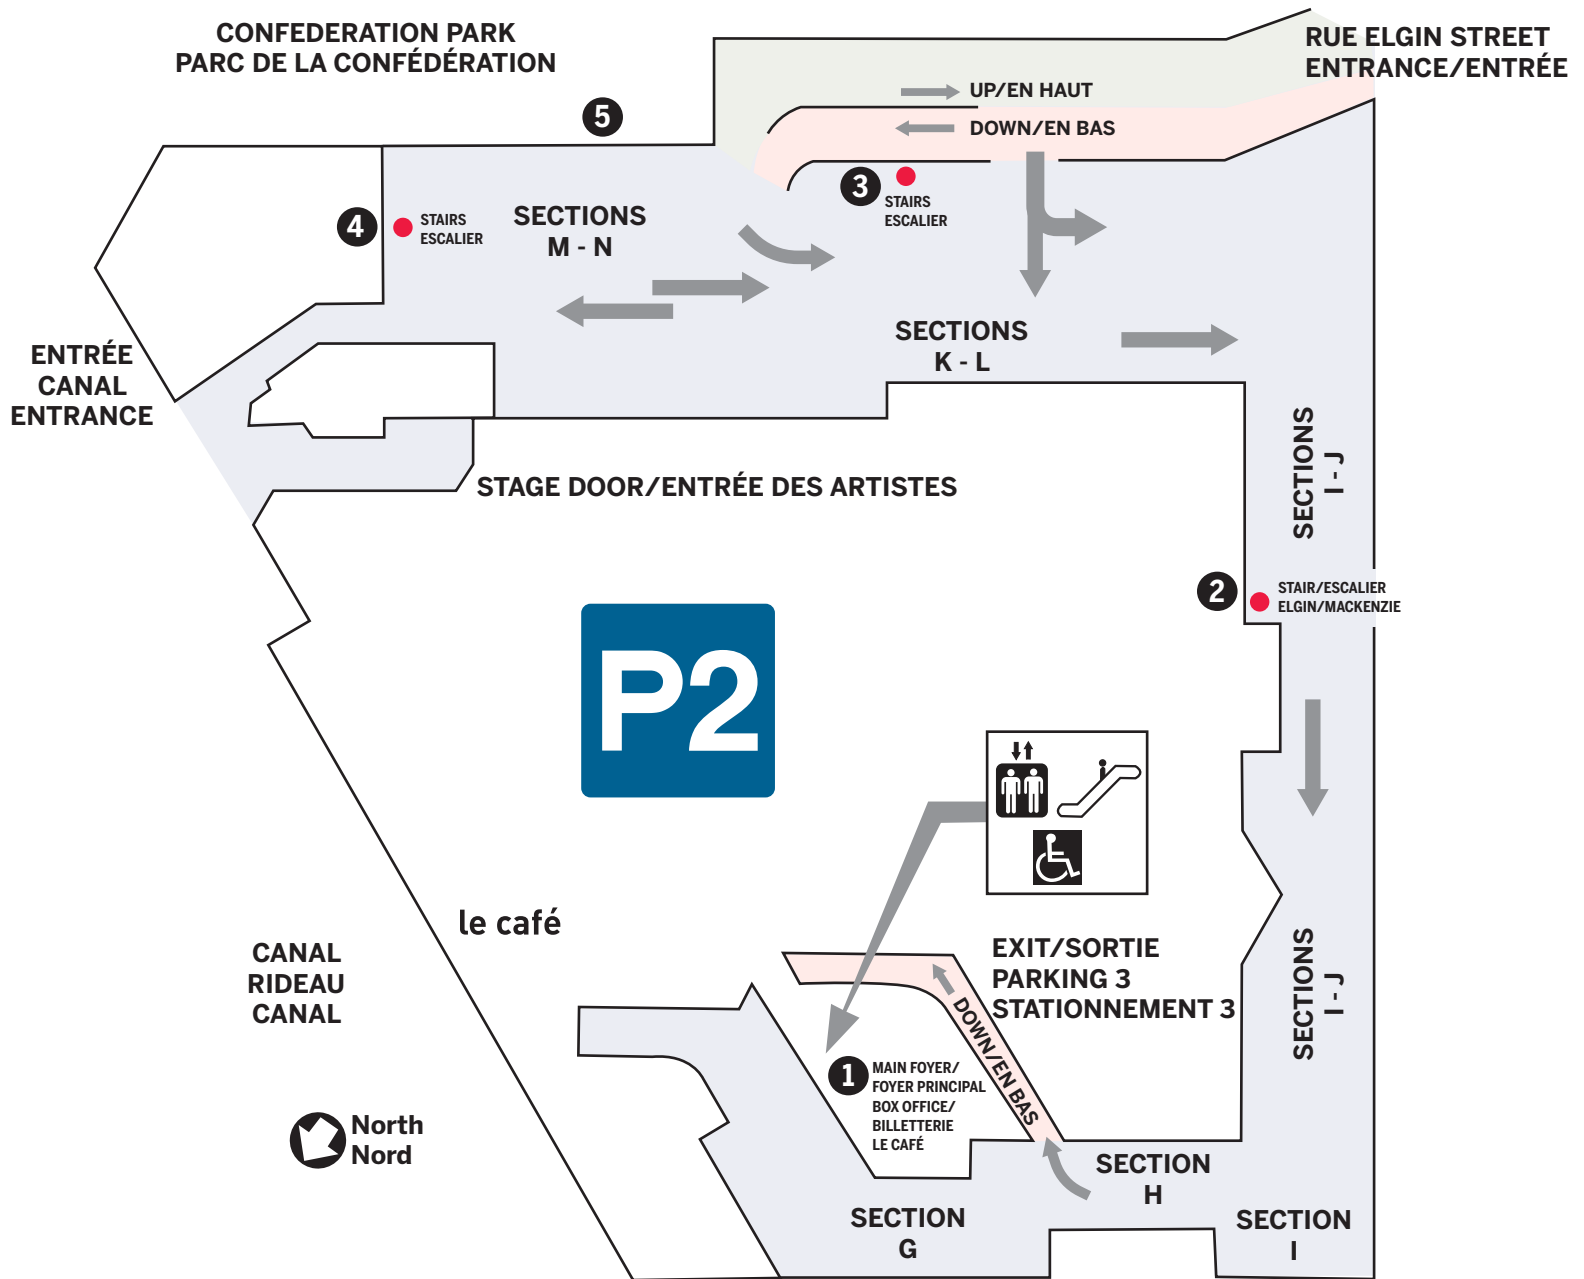 CONFEDERATION PARK
PARC DE LA CONFÉDÉRATION
RUE ELGIN STREET
ENTRANCE/ENTRÉE
UP/EN HAUT
DOWN/EN BAS
5
3
STAIRS
ESCALIER
4
STAIRS
ESCALIER
SECTIONS
M - N
SECTIONS
K - L
ENTRÉE
CANAL
ENTRANCE
SECTIONS
I - J
STAGE DOOR/ENTRÉE DES ARTISTES
2
STAIR/ESCALIER
ELGIN/MACKENZIE
P2
le café
CANAL
RIDEAU
CANAL
EXIT/SORTIE
PARKING 3
STATIONNEMENT 3
SECTIONS
I - J
DOWN/EN BAS
1
MAIN FOYER/
FOYER PRINCIPAL
BOX OFFICE/
BILLETTERIE
LE CAFÉ
North
Nord
SECTION
H
SECTION
G
SECTION
I